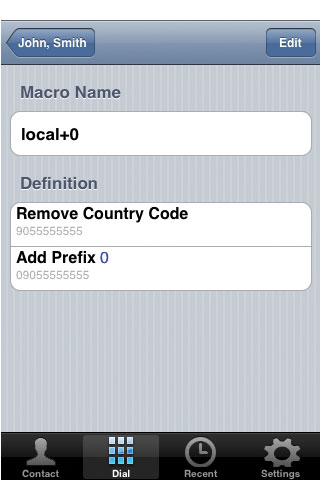 John, Smith
Edit
Macro Name
local+0
Definition
Remove Country Code
9055555555
Add Prefix 0
09055555555
Contact
Dial
Recent
Settings